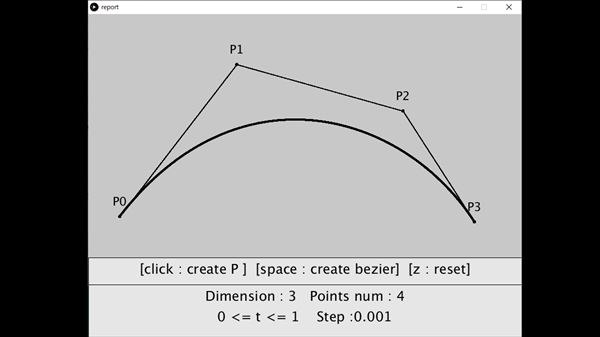 report
P1
P2
P0
P3
[click : create P ] [space : create bezier] [z : reset]
Dimension : 3 Points num : 4
0 <= t <= 1 Step :0.001